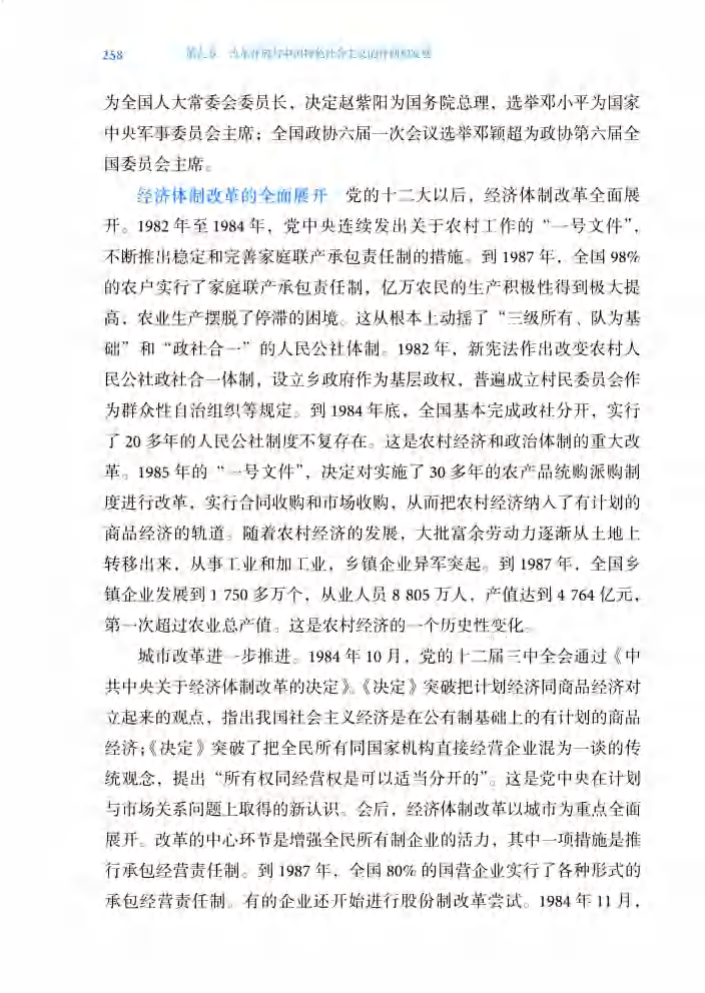 258
为全国人大常委会委员长，决定赵紫阳为国务院总理，选举邓小平为国家
中央军事委员会主席；全国政协六届一次会议选举邓颖超为政协第六届全
国委员会主席。
经济体制改革的全面展开　党的十二大以后，经济体制改革全面展
开。1982年至1984年，党中央连续发出关于农村工作的“一号文件”，
不断推出稳定和完善家庭联产承包责任制的措施。到1987年，全国98%
的农户实行了家庭联产承包责任制，亿万农民的生产积极性得到极大提
高，农业生产摆脱了停滞的困境。这从根本上动摇了“三级所有、队为基
础”和“政社合一”的人民公社体制。1982年，新宪法作出改变农村人
民公社政社合一体制，设立乡政府作为基层政权，普遍成立村民委员会作
为群众性自治组织等规定。到1984年底，全国基本完成政社分开，实行
了20多年的人民公社制度不复存在。这是农村经济和政治体制的重大改
革。1985年的“一号文件”，决定对实施了30多年的农产品统购派购制
度进行改革，实行合同收购和市场收购，从而把农村经济纳入了有计划的
商品经济的轨道。随着农村经济的发展，大批富余劳动力逐渐从土地上
转移出来，从事工业和加工业，乡镇企业异军突起。到1987年，全国乡
镇企业发展到1 750多万个，从业人员8 805万人，产值达到4 764亿元，
第一次超过农业总产值。这是农村经济的一个历史性变化。
城市改革进一步推进。1984年10月，党的十二届三中全会通过《中
共中央关于经济体制改革的决定》。《决定》突破把计划经济同商品经济对
立起来的观点，指出我国社会主义经济是在公有制基础上的有计划的商品
经济；《决定》突破了把全民所有同国家机构直接经营企业混为一谈的传
统观念，提出“所有权同经营权是可以适当分开的”。这是党中央在计划
与市场关系问题上取得的新认识。会后，经济体制改革以城市为重点全面
展开。改革的中心环节是增强全民所有制企业的活力，其中一项措施是推
行承包经营责任制。到1987年，全国80%的国营企业实行了各种形式的
承包经营责任制。有的企业还开始进行股份制改革尝试。1984年11月，